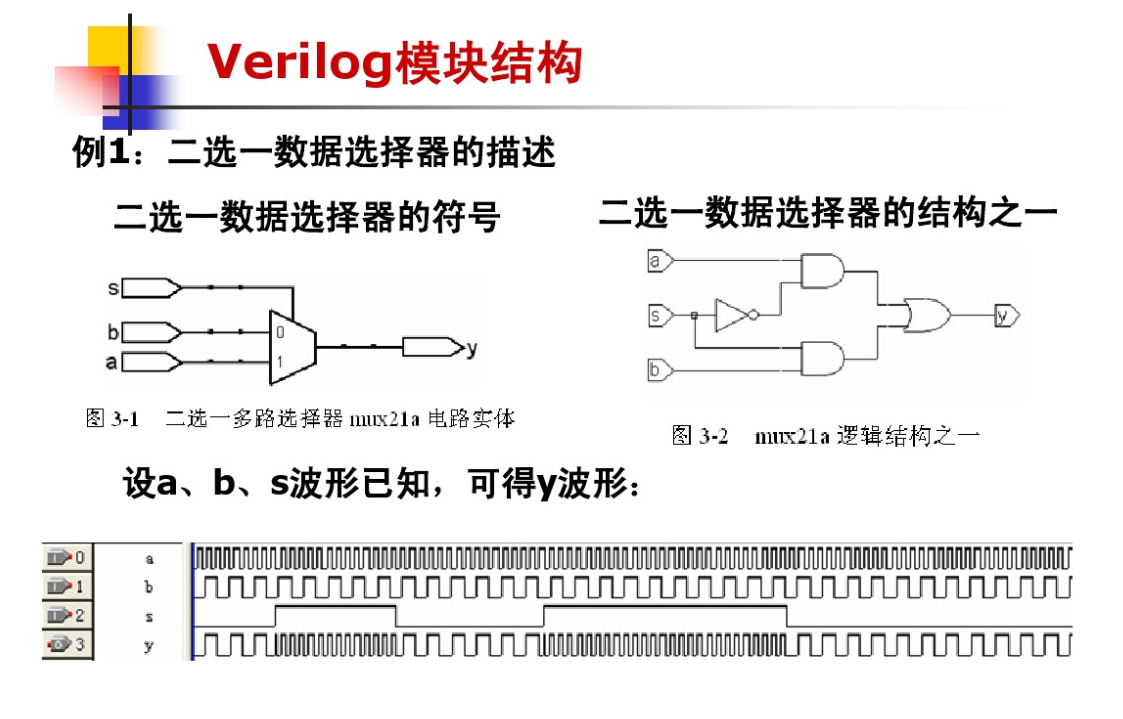 Verilog模块结构
例1：二选一数据选择器的描述
二选一数据选择器的符号
二选一数据选择器的结构之一
s
b
a
0
1
y
a
s
b
y
图 3-1 二选一多路选择器 mux21a 电路实体
图 3-2 mux21a 逻辑结构之一
设a、b、s波形已知，可得y波形：
0 a
1 b
2 s
3 y